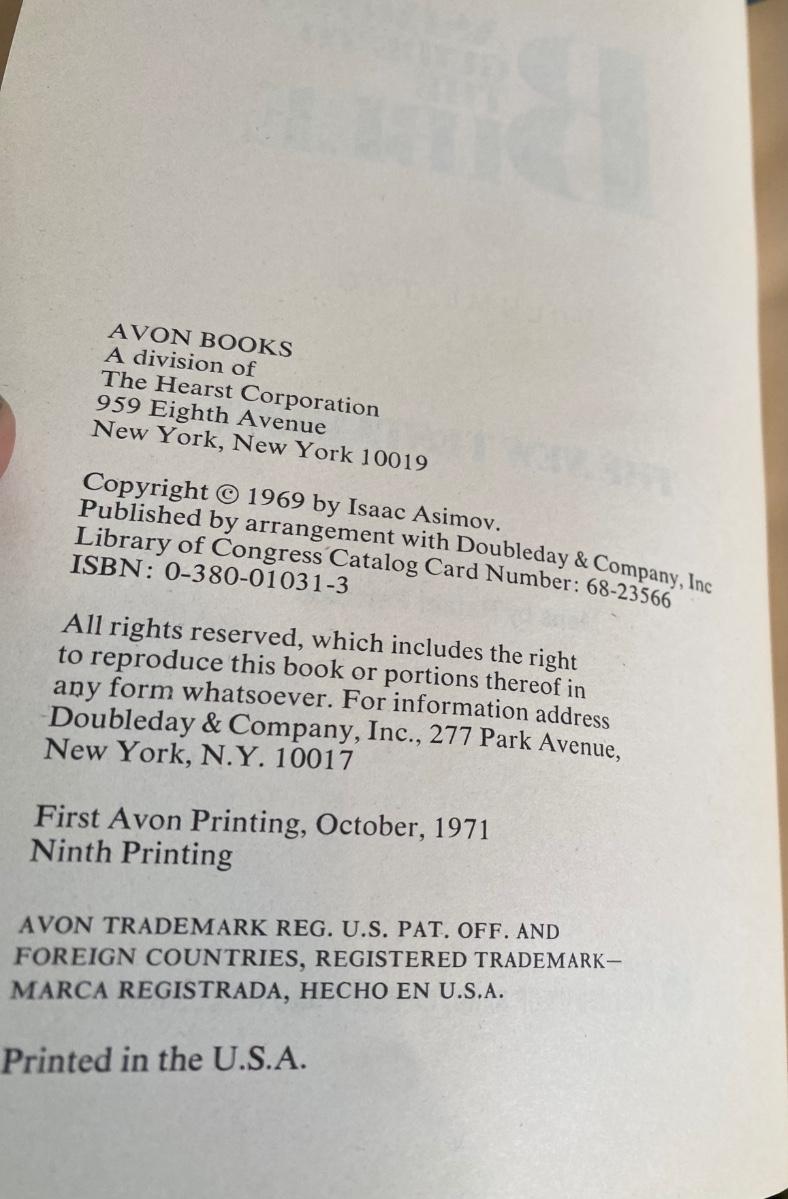 AVON BOOKS
A division of
The Hearst Corporation
959 Eighth Avenue
New York, New York 10019
Copyright © 1969 by Isaac Asimov.
Published by arrangement with Doubleday & Company, Inc
Library of Congress Catalog Card Number: 68-23566
ISBN: 0-380-01031-3
All rights reserved, which includes the right
to reproduce this book or portions thereof in
any form whatsoever. For information address
Doubleday & Company, Inc., 277 Park Avenue,
New York, N.Y. 10017
First Avon Printing, October, 1971
Ninth Printing
AVON TRADEMARK REG. U.S. PAT. OFF. AND
FOREIGN COUNTRIES, REGISTERED TRADEMARK—
MARCA REGISTRADA, HECHO EN U.S.A.
Printed in the U.S.A.